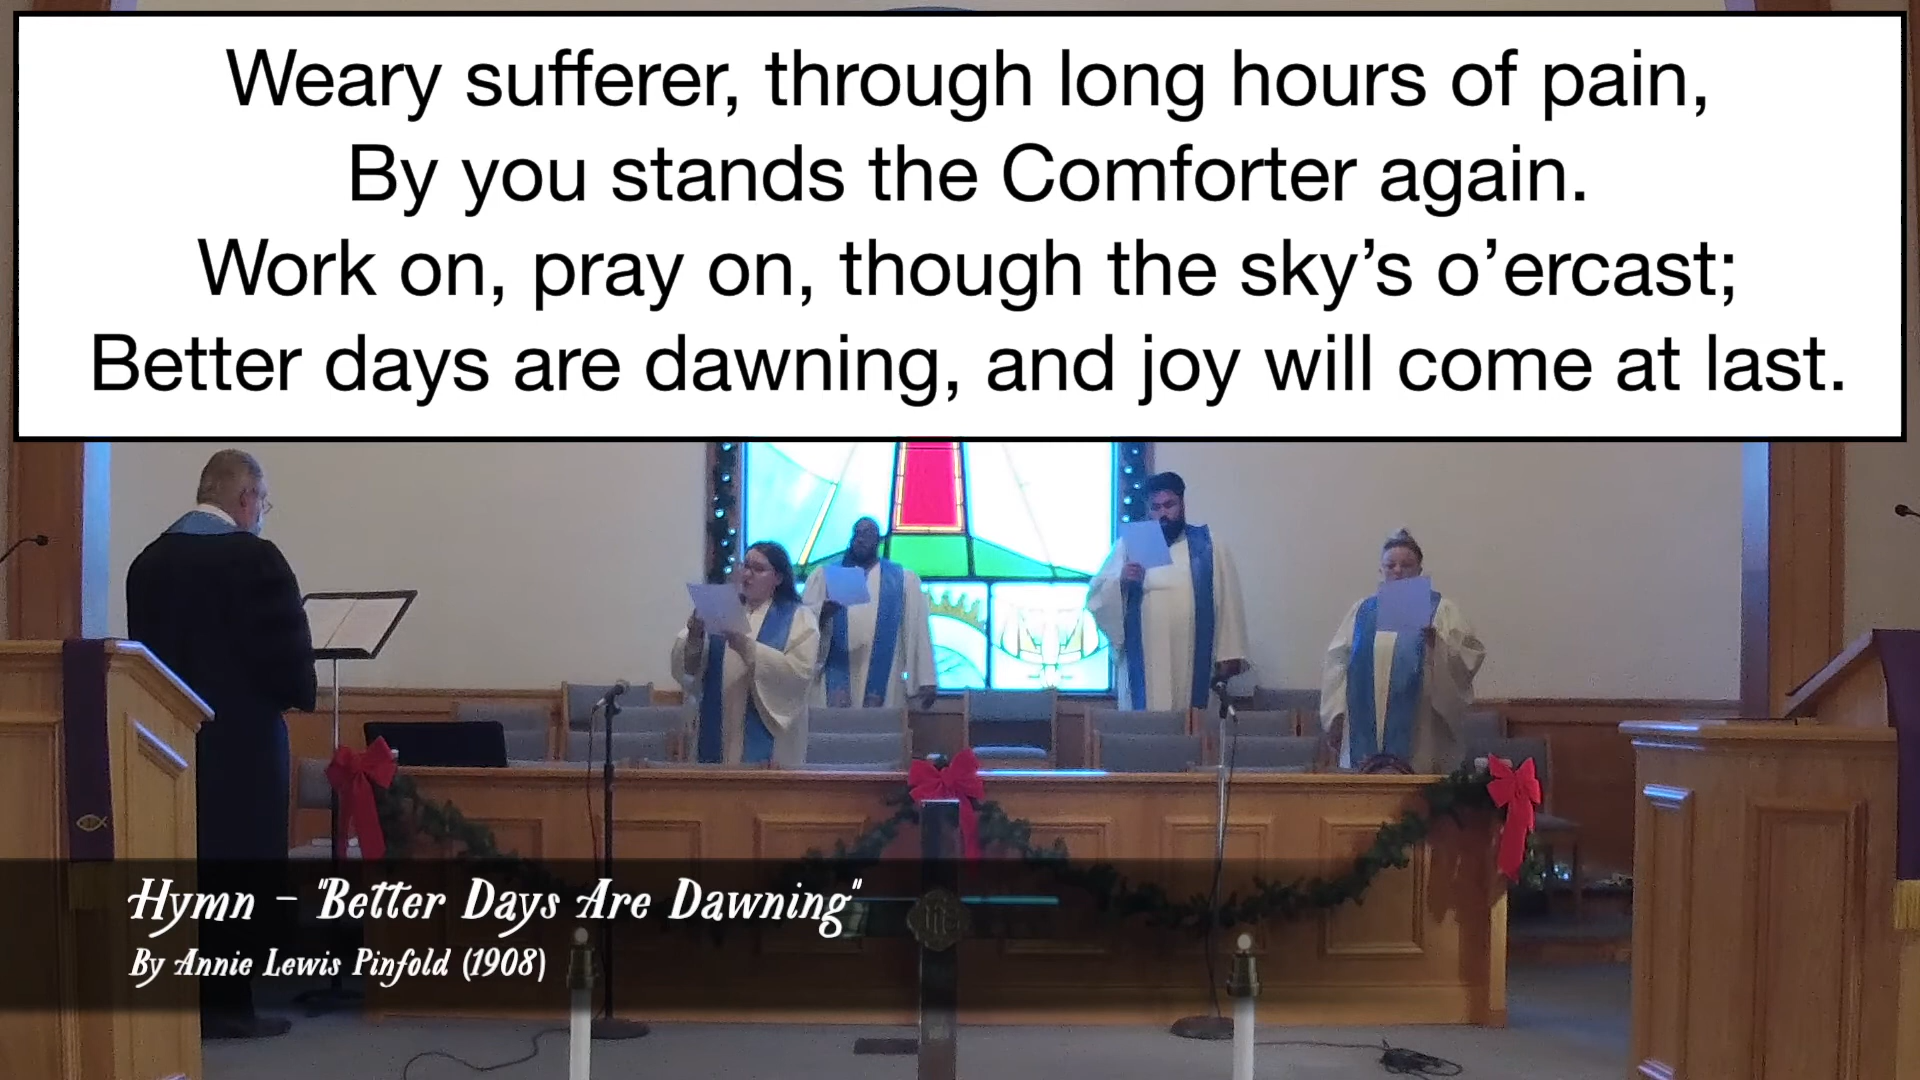 Weary sufferer, through long hours of pain,
By you stands the Comforter again.
Work on, pray on, though the sky’s o’ercast;
Better days are dawning, and joy will come at last.
Hymn – "Better Days Are Dawning"
By Annie Lewis Pinfold (1908)